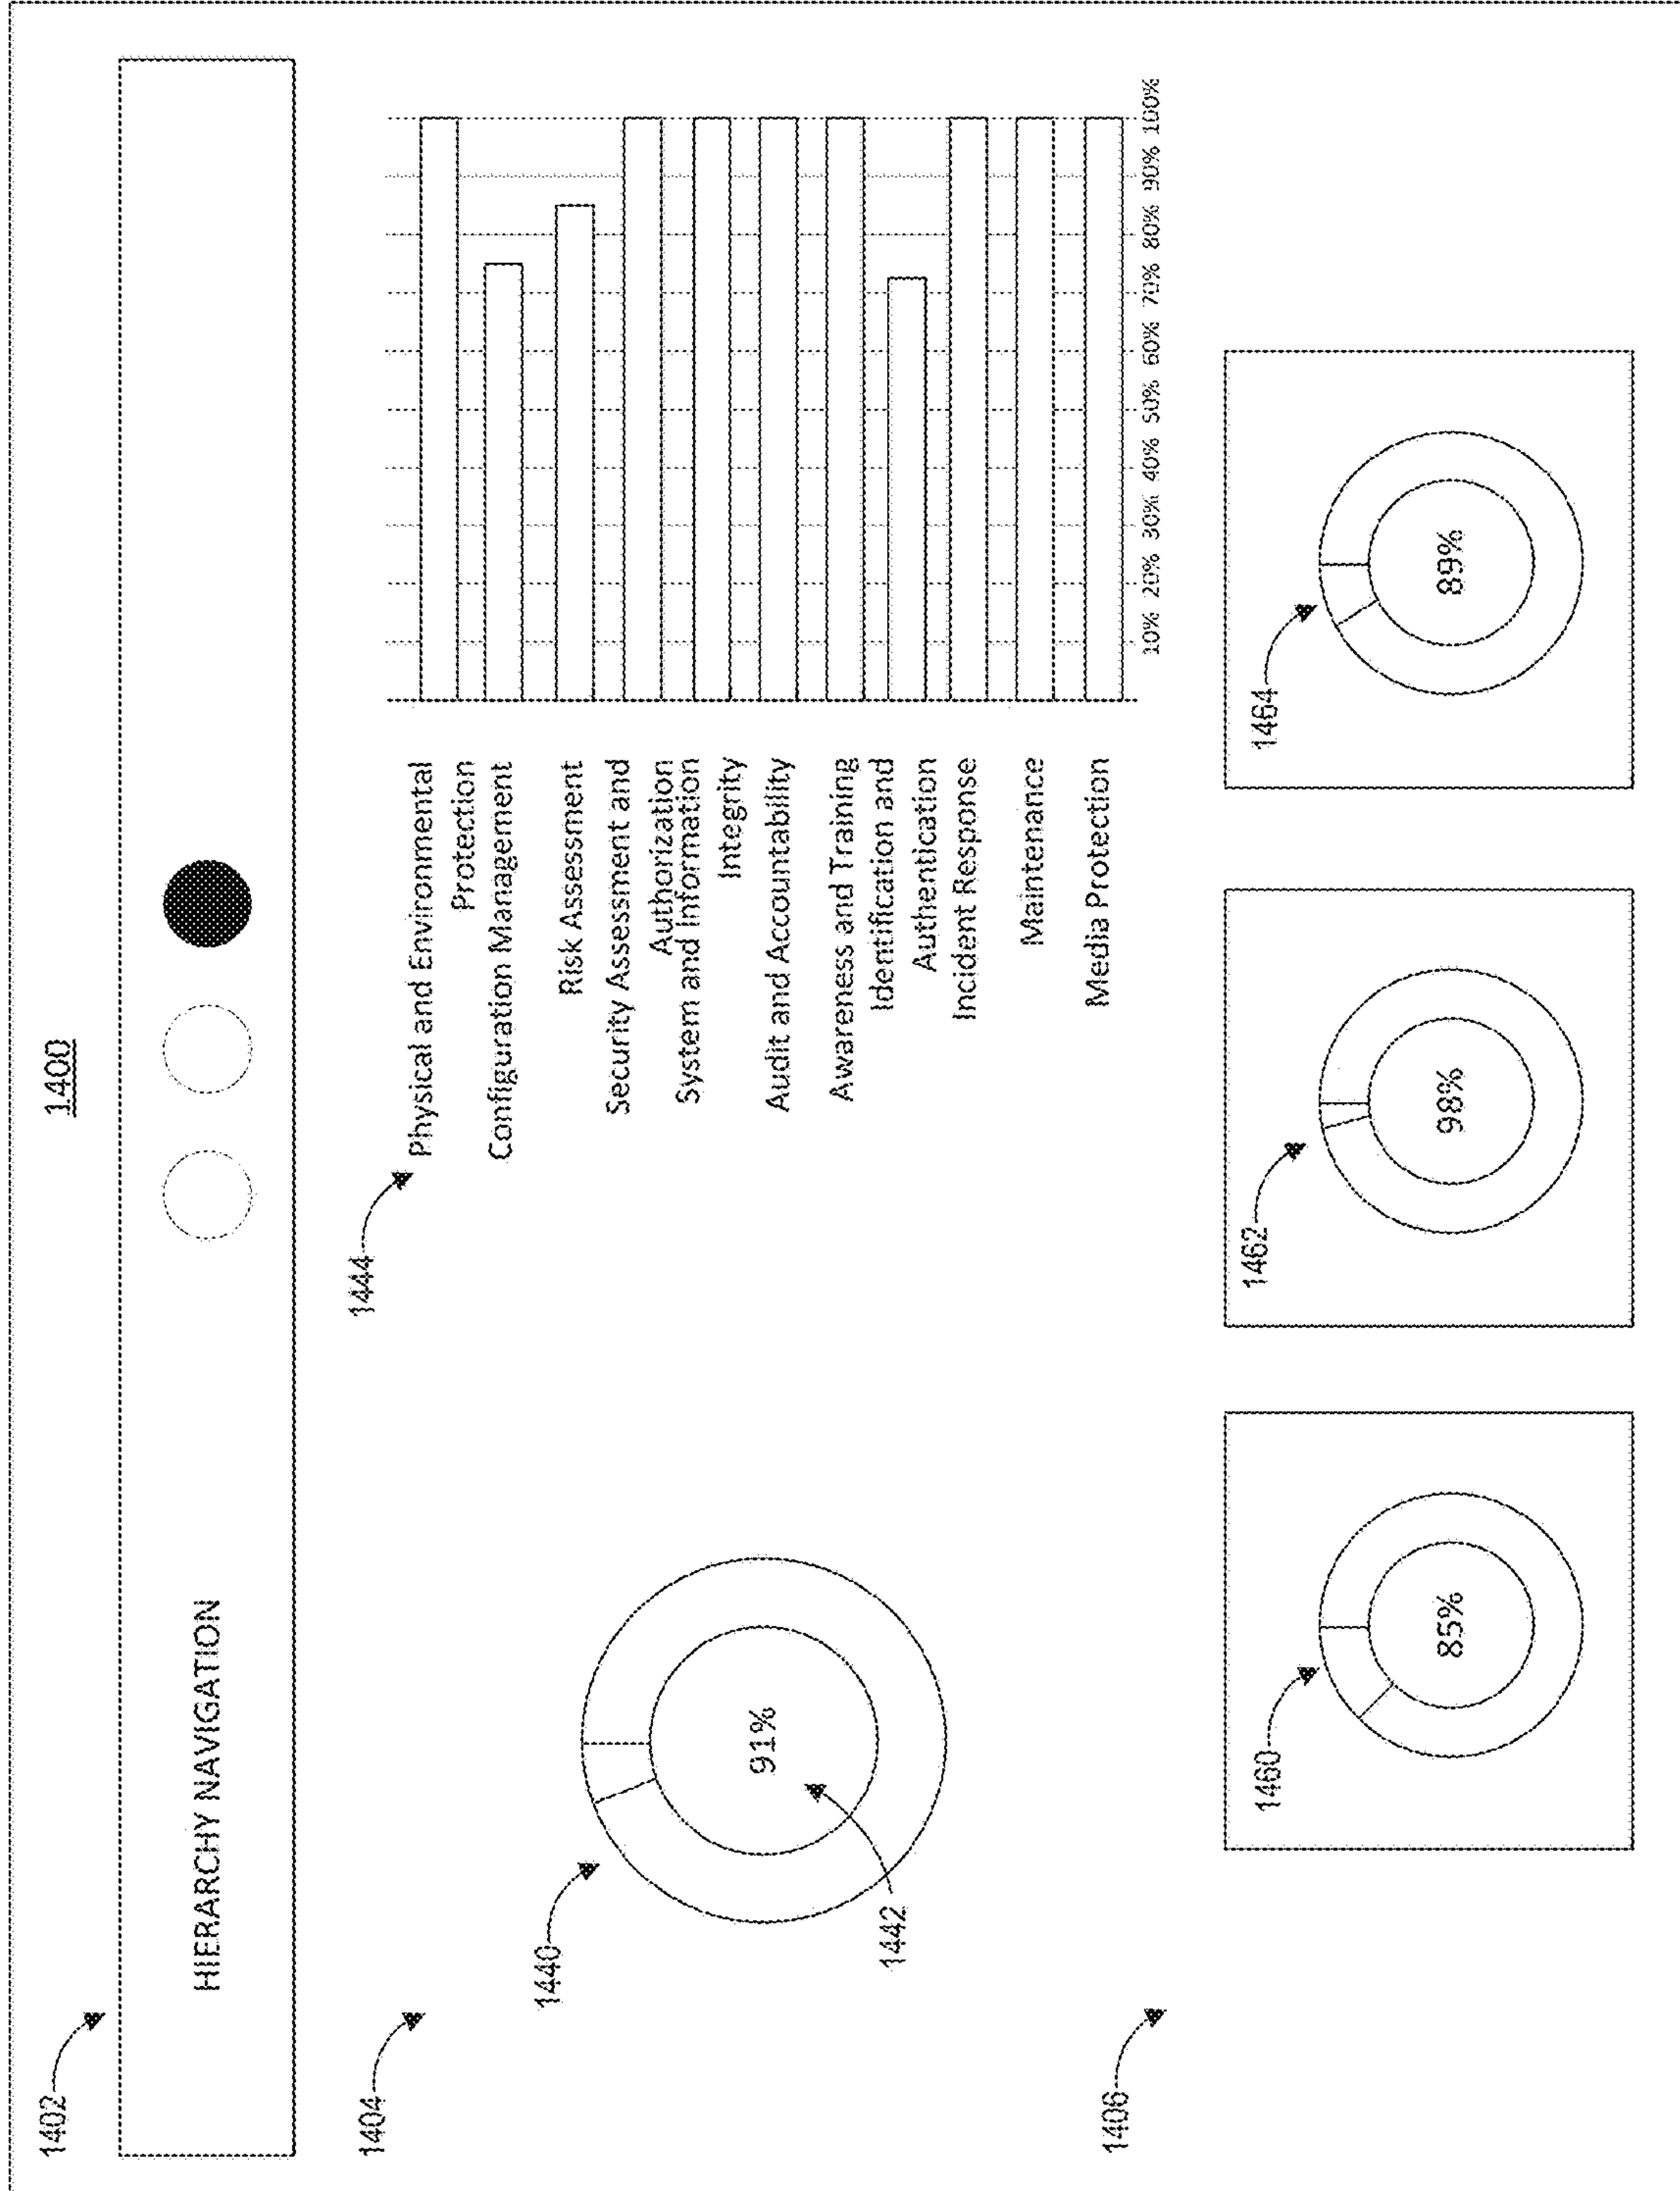 1400
1402
HIERARCHY NAVIGATION
1404
1444
1440
91%
1442
Physical and Environmental
Protection
Configuration Management
Risk Assessment
Security Assessment and
Authorization
System and Information
Integrity
Audit and Accountability
Awareness and Training
Identification and
Authentication
Incident Response
Maintenance
Media Protection
10% 20% 30% 40% 50% 60% 70% 80% 90% 100%
1406
1460
85%
1462
98%
1464
89%